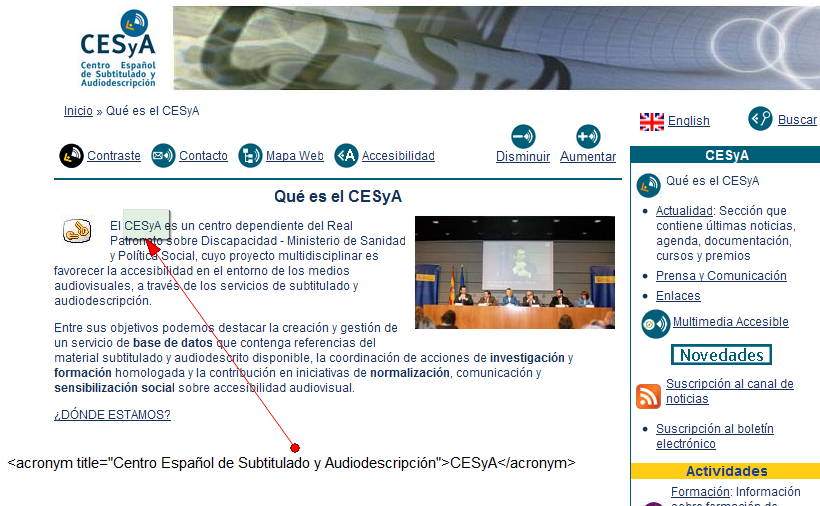 CESyA
Centro Español
de Subtitulado y
Audiodescripción
Inicio » Qué es el CESyA
English
Buscar
Contraste
Contacto
Mapa Web
Accesibilidad
Disminuir
Aumentar
Qué es el CESyA
El CESyA es un centro dependiente del Real
Patronato sobre Discapacidad - Ministerio de Sanidad
y Política Social, cuyo proyecto multidisciplinar es
favorecer la accesibilidad en el entorno de los medios
audiovisuales, a través de los servicios de subtitulado y
audiodescripción.
Entre sus objetivos podemos destacar la creación y gestión de
un servicio de base de datos que contenga referencias del
material subtitulado y audiodescrito disponible, la coordinación de acciones de investigación y
formación homologada y la contribución en iniciativas de normalización, comunicación y
sensibilización social sobre accesibilidad audiovisual.
¿DÓNDE ESTAMOS?
<acronym title="Centro Español de Subtitulado y Audiodescripción">CESyA</acronym>
CESyA
Qué es el CESyA
Actualidad: Sección que
contiene últimas noticias,
agenda, documentación,
cursos y premios
Prensa y Comunicación
Enlaces
Multimedia Accesible
Novedades
Suscripción al canal de
noticias
Suscripción al boletín
electrónico
Actividades
Formación: Información
sobre formación de